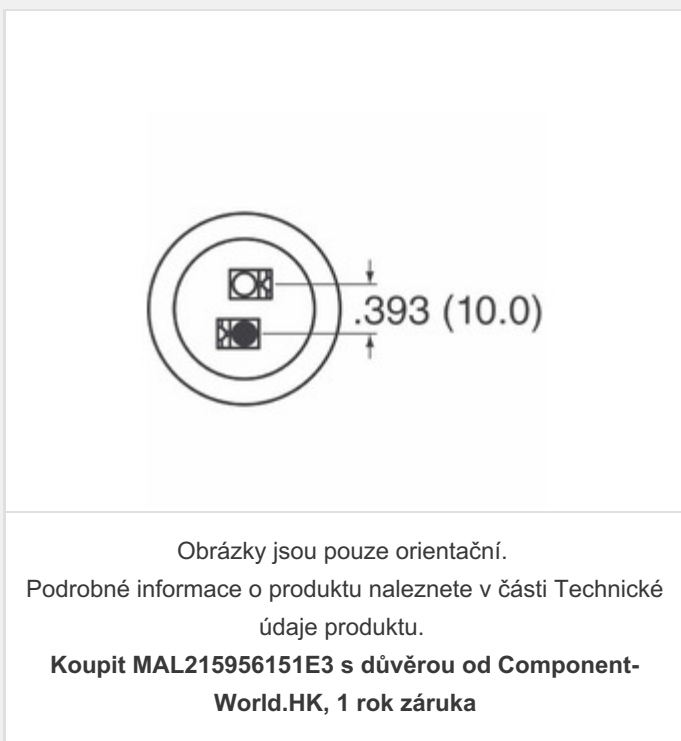 .393 (10.0)
Obrázky jsou pouze orientační.
Podrobné informace o produktu naleznete v části Technické
údaje produktu.
Koupit MAL215956151E3 s důvěrou od Component-
World.HK, 1 rok záruka